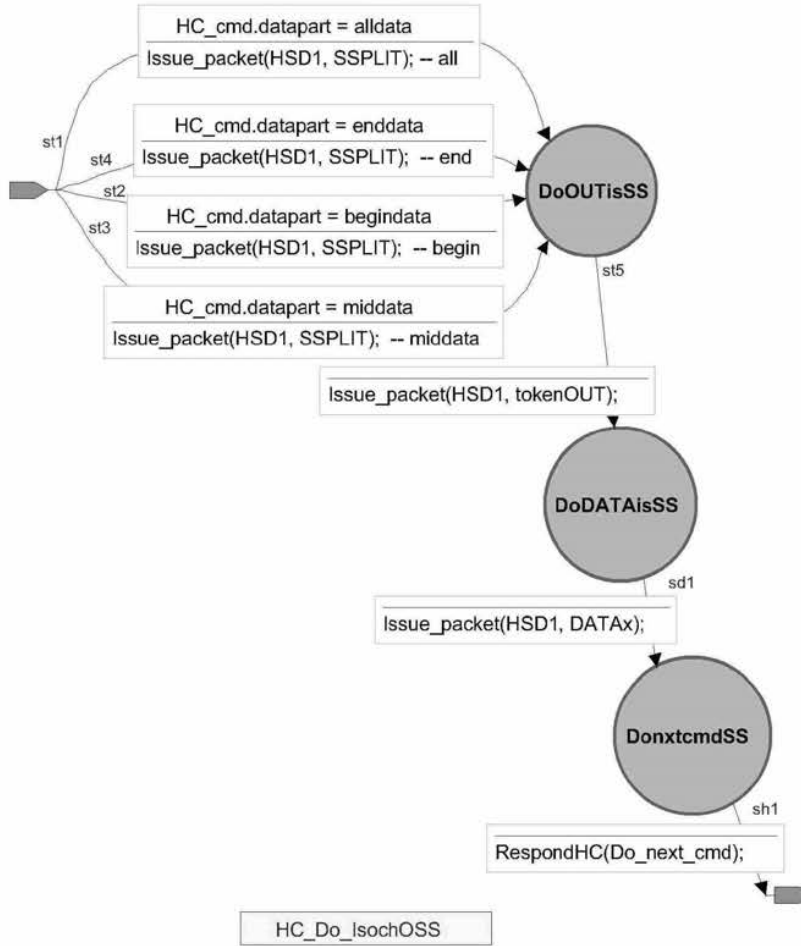 HC_cmd.datapart = alldata
Issue_packet(HSD1, SSPLIT); -- all
st1
HC_cmd.datapart = enddata
st4
Issue_packet(HSD1, SSPLIT); -- end
DoOUTisSS
st2
HC_cmd.datapart = begindata
st3
Issue_packet(HSD1, SSPLIT); -- begin
st5
HC_cmd.datapart = middata
Issue_packet(HSD1, SSPLIT); -- middata
Issue_packet(HSD1, tokenOUT);
DoDATAisSS
sd1
Issue_packet(HSD1, DATAx);
DonxtcmdSS
sh1
RespondHC(Do_next_cmd);
HC_Do_IsochOSS